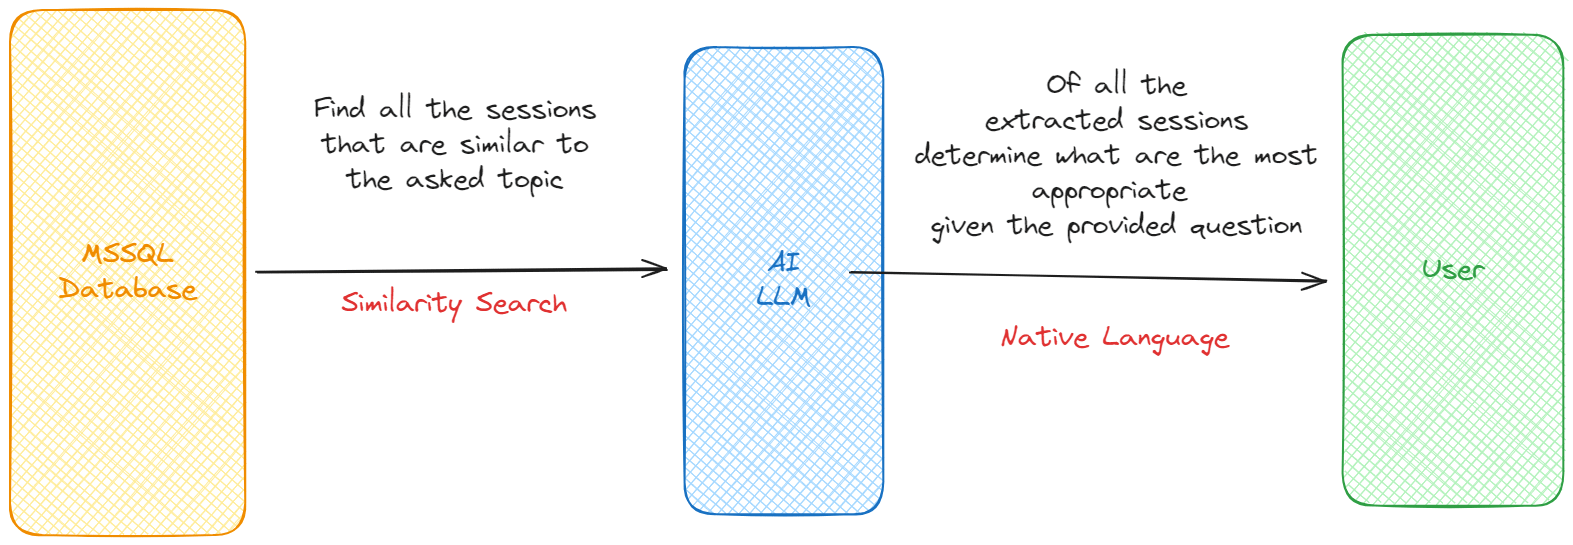 MSSQL
Database
Find all the sessions
that are similar to
the asked topic
Similarity Search
AI
LLM
Of all the
extracted sessions
determine what are the most
appropriate
given the provided question
Native Language
User